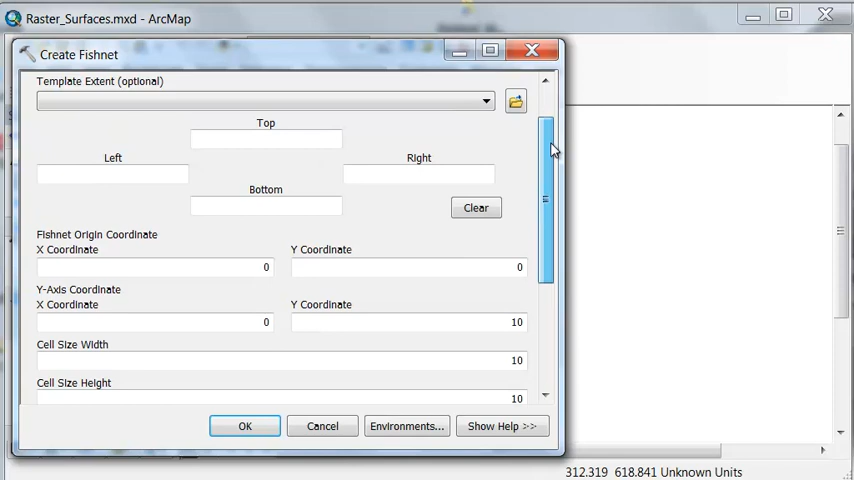 Raster_Surfaces.mxd - ArcMap
Create Fishnet
Template Extent (optional)
Top
Left
Right
Bottom
Clear
Fishnet Origin Coordinate
X Coordinate
Y Coordinate
0
0
Y-Axis Coordinate
X Coordinate
Y Coordinate
0
10
Cell Size Width
10
Cell Size Height
10
OK
Cancel
Environments...
Show Help >>
312.319 618.841 Unknown Units